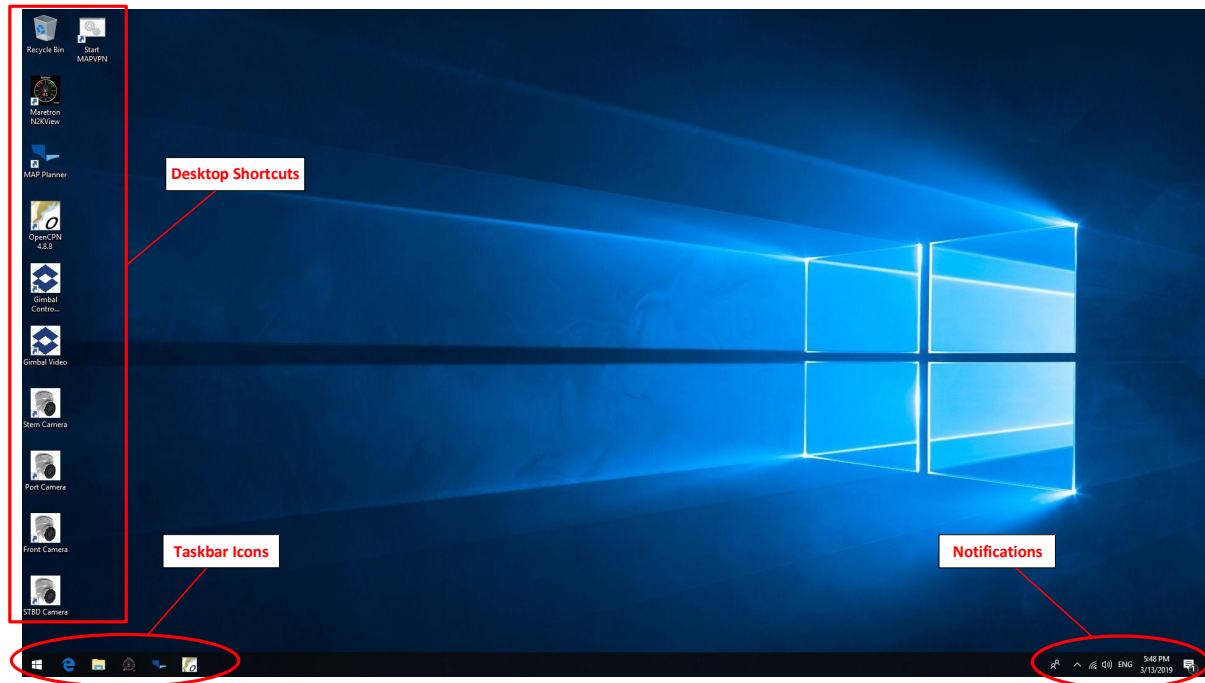 Recycle Bin
Start
MAPVPN
Maretron
N2KView
MAP Planner
Desktop Shortcuts
OpenCPN
4.8.8
Gimbal
Contro...
Gimbal Video
Stern Camera
Port Camera
Front Camera
STBD Camera
Taskbar Icons
Notifications
ENG
5:48 PM
3/13/2019
1